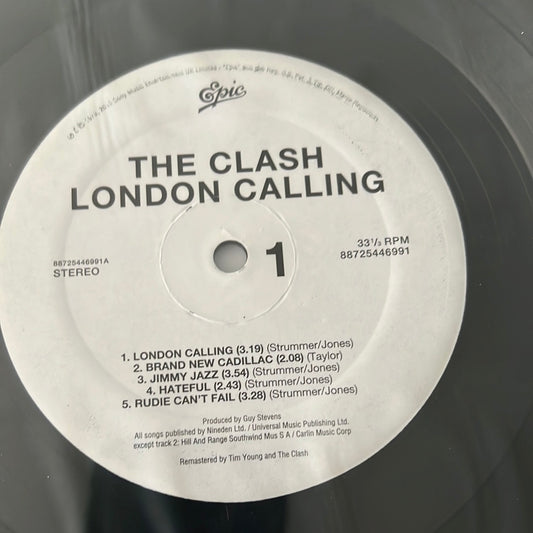 Epic
THE CLASH
LONDON CALLING
88725446991A
STEREO
1
33⅓ RPM
88725446991
1. LONDON CALLING (3.19) (Strummer/Jones)
2. BRAND NEW CADILLAC (2.08) (Taylor)
3. JIMMY JAZZ (3.54) (Strummer/Jones)
4. HATEFUL (2.43) (Strummer/Jones)
5. RUDIE CAN'T FAIL (3.28) (Strummer/Jones)
Produced by Guy Stevens
All songs published by Nineden Ltd. / Universal Music Publishing Ltd.
except track 2: Hill And Range Southwind Mus S A / Carlin Music Corp
Remastered by Tim Young and The Clash